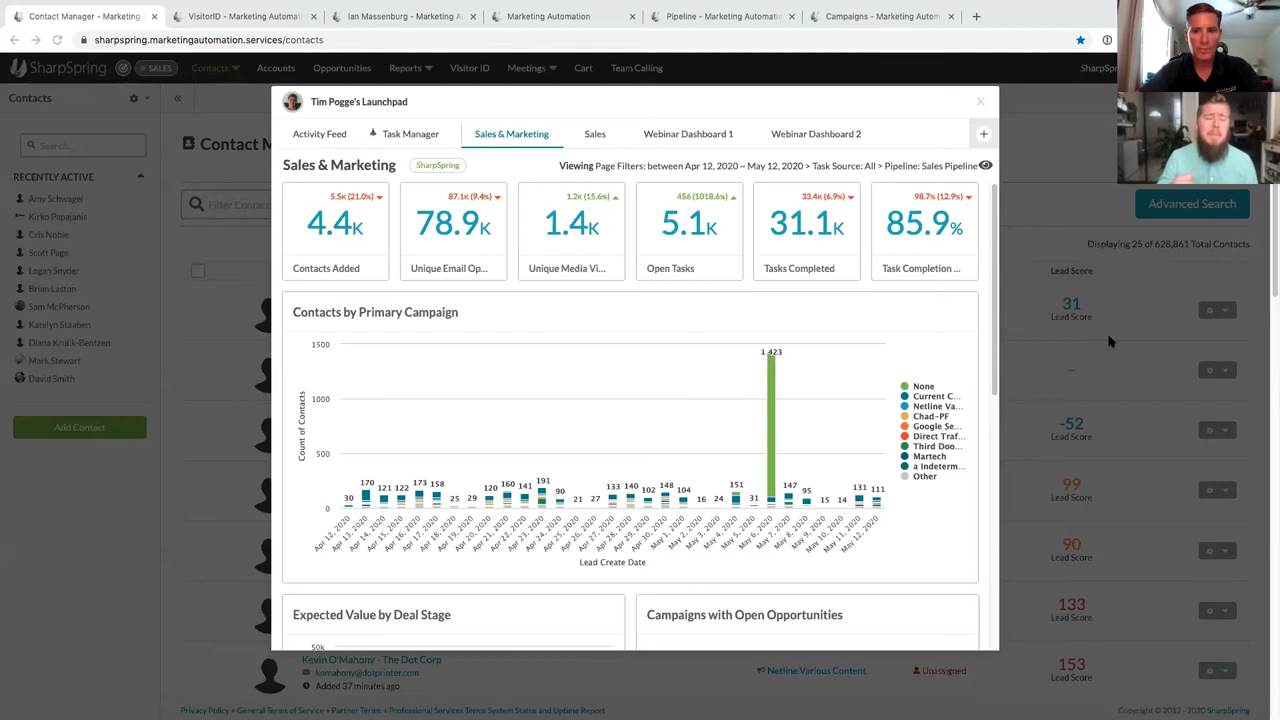 Contact Manager - Marketing A
VisitorID - Marketing Automati
Ian Massenburg - Marketing A
Marketing Automation
Pipeline - Marketing Automatio
Campaigns - Marketing Autom
sharpspring.marketingautomation.services/contacts
SharpSpring
SALES
Contacts
Accounts
Opportunities
Reports
Visitor ID
Meetings
Cart
Team Calling
SharpSp
Contacts
Contact M
Search...
RECENTLY ACTIVE
Amy Schwagel
Kirko Papajanis
Cris Nobie
Scott Page
Logan Snyder
Brian Laston
Sam McPherson
Katelyn Staaben
Diana Krulik-Bentzen
Mark Stewart
David Smith
Add Contact
Filter Contac
Advanced Search
Displaying 25 of 628,861 Total Contacts
Lead Score
31
Lead Score
–
-52
Lead Score
99
Lead Score
90
Lead Score
133
Lead Score
153
Lead Score
Tim Pogge's Launchpad
X
Activity Feed
Task Manager
Sales & Marketing
Sales
Webinar Dashboard 1
Webinar Dashboard 2
+
Sales & Marketing
SharpSpring
Viewing Page Filters: between Apr 12, 2020 ~ May 12, 2020 > Task Source: All > Pipeline: Sales Pipeline
5.5K (21.0%)
4.4K
Contacts Added
87.1K (9.4%)
78.9K
Unique Email Op...
1.2K (15.6%)
1.4K
Unique Media Vi...
456 (1018.6%)
5.1K
Open Tasks
33.4K (6.9%)
31.1K
Tasks Completed
98.7% (12.9%)
85.9%
Task Completion ...
Contacts by Primary Campaign
Count of Contacts
1500
1000
500
0
30
170
121
122
173
158
25
29
120
160
141
191
90
21
27
133
140
102
148
104
16
24
151
31
1 423
147
95
15
14
131
111
Apr 12, 2020
Apr 13, 2020
Apr 14, 2020
Apr 15, 2020
Apr 16, 2020
Apr 17, 2020
Apr 18, 2020
Apr 19, 2020
Apr 20, 2020
Apr 21, 2020
Apr 22, 2020
Apr 23, 2020
Apr 24, 2020
Apr 25, 2020
Apr 26, 2020
Apr 27, 2020
Apr 28, 2020
Apr 29, 2020
Apr 30, 2020
May 1, 2020
May 2, 2020
May 3, 2020
May 4, 2020
May 5, 2020
May 6, 2020
May 7, 2020
May 8, 2020
May 9, 2020
May 10, 2020
May 11, 2020
May 12, 2020
Lead Create Date
None
Current C...
Netline Va...
Chad-PF
Google Se...
Direct Traf...
Third Doo...
Martech
a Indeterm...
Other
Expected Value by Deal Stage
50k
Campaigns with Open Opportunities
Kevin O'Mahony - The Dot Corp
komahony@dotprinter.com
Added 37 minutes ago
Netline Various Content
Unassigned
Privacy Policy • General Terms of Service • Partner Terms • Professional Services Terms System Status and Uptime Report
Copyright © 2012 - 2020 SharpSpring